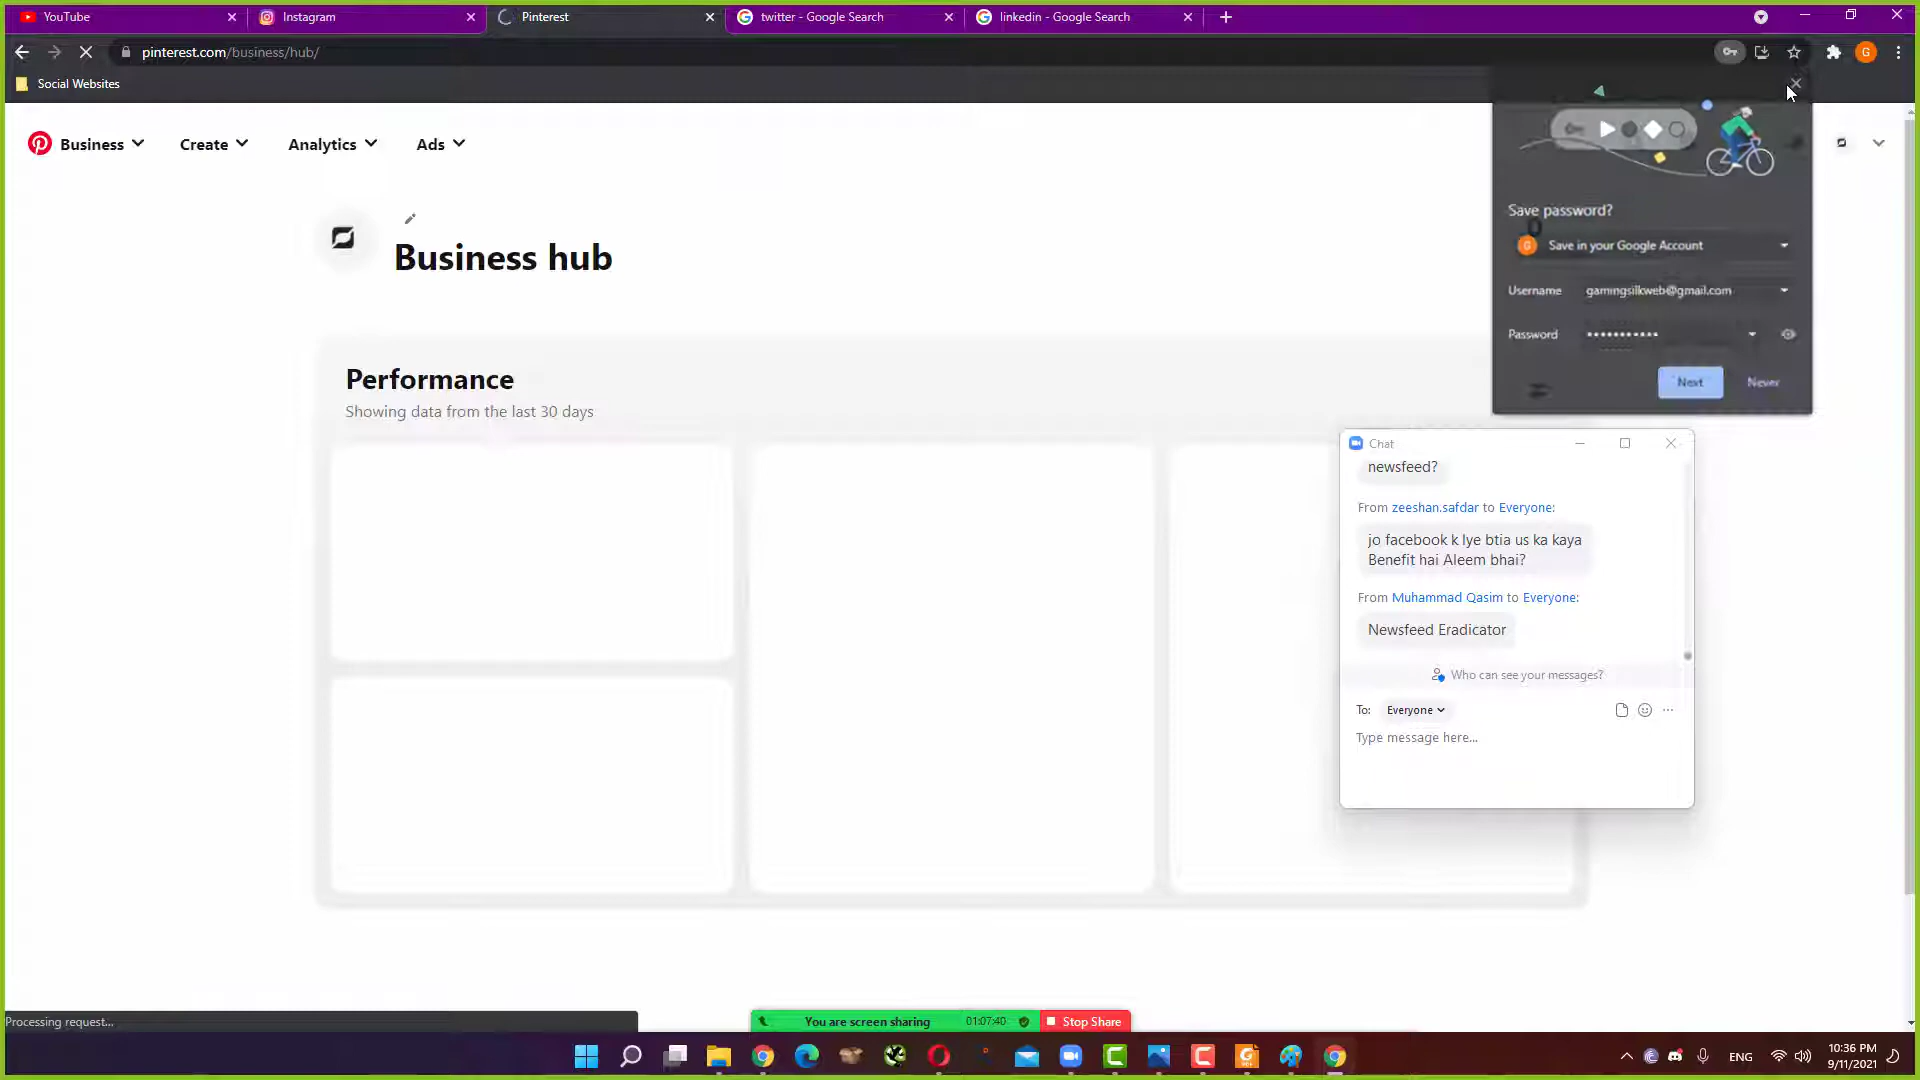 YouTube
Instagram
Pinterest
twitter - Google Search
linkedin - Google Search
pinterest.com/business/hub/
G
Social Websites
Business
Create
Analytics
Ads
Business hub
Performance
Showing data from the last 30 days
Save password?
G
Save in your Google Account
Username
gamingsilkweb@gmail.com
Password
Next
Never
Chat
newsfeed?
From zeeshan.safdar to Everyone:
jo facebook k lye btia us ka kaya
Benefit hai Aleem bhai?
From Muhammad Qasim to Everyone:
Newsfeed Eradicator
Who can see your messages?
To: Everyone
Type message here...
Processing request...
You are screen sharing
01:07:40
Stop Share
ENG
10:36 PM
9/11/2021